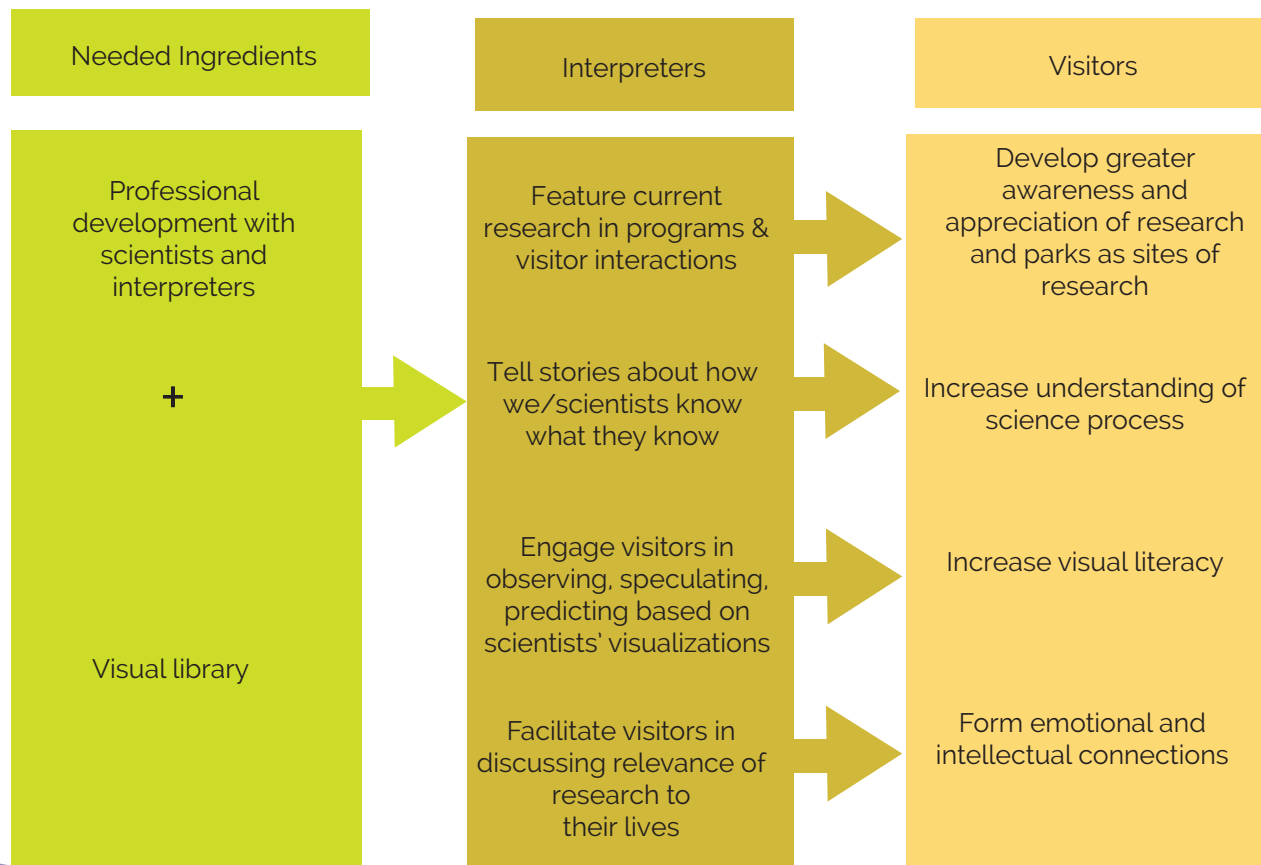 Needed Ingredients
Interpreters
Visitors
Professional
development with
scientists and
interpreters
+
Visual library
Feature current
research in programs &
visitor interactions
Tell stories about how
we/scientists know
what they know
Engage visitors in
observing, speculating,
predicting based on
scientists' visualizations
Facilitate visitors in
discussing relevance of
research to
their lives
Develop greater
awareness and
appreciation of research
and parks as sites of
research
Increase understanding of
science process
Increase visual literacy
Form emotional and
intellectual connections